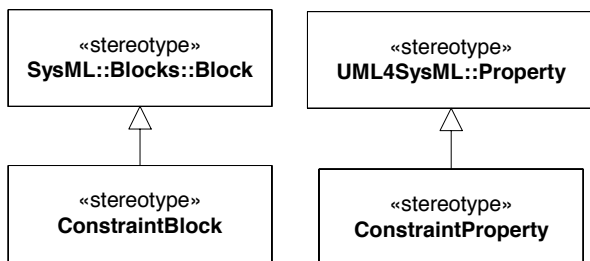 «stereotype»
SysML::Blocks::Block
«stereotype»
UML4SysML::Property
«stereotype»
ConstraintBlock
«stereotype»
ConstraintProperty